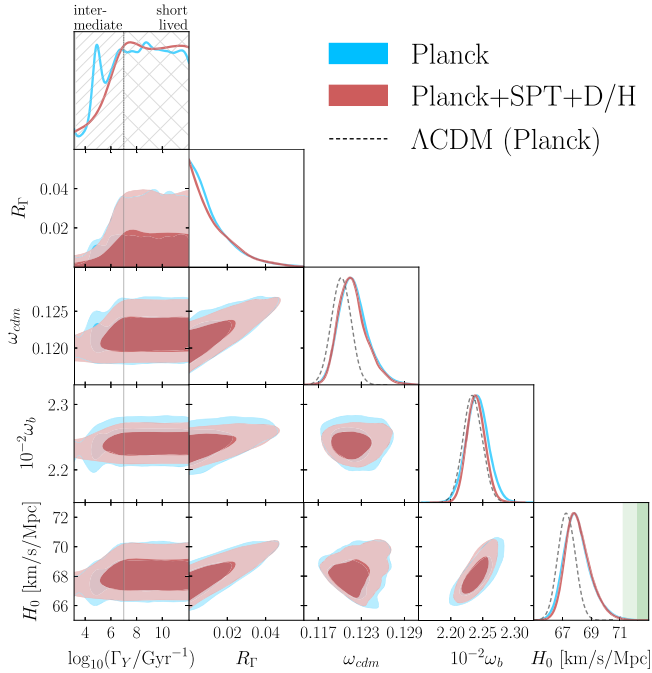 inter-
mediate
short
lived
Planck
Planck+SPT+D/H
ΛCDM (Planck)
0.04
0.02
R_Γ
0.125
0.120
ω_cdm
2.3
2.2
10⁻²ω_b
72
70
68
66
H₀ [km/s/Mpc]
4 6 8 10
0.02 0.04
0.117 0.123 0.129
2.20 2.25 2.30
67 69 71
log₁₀(Γ_Y/Gyr⁻¹)
R_Γ
ω_cdm
10⁻²ω_b
H₀ [km/s/Mpc]